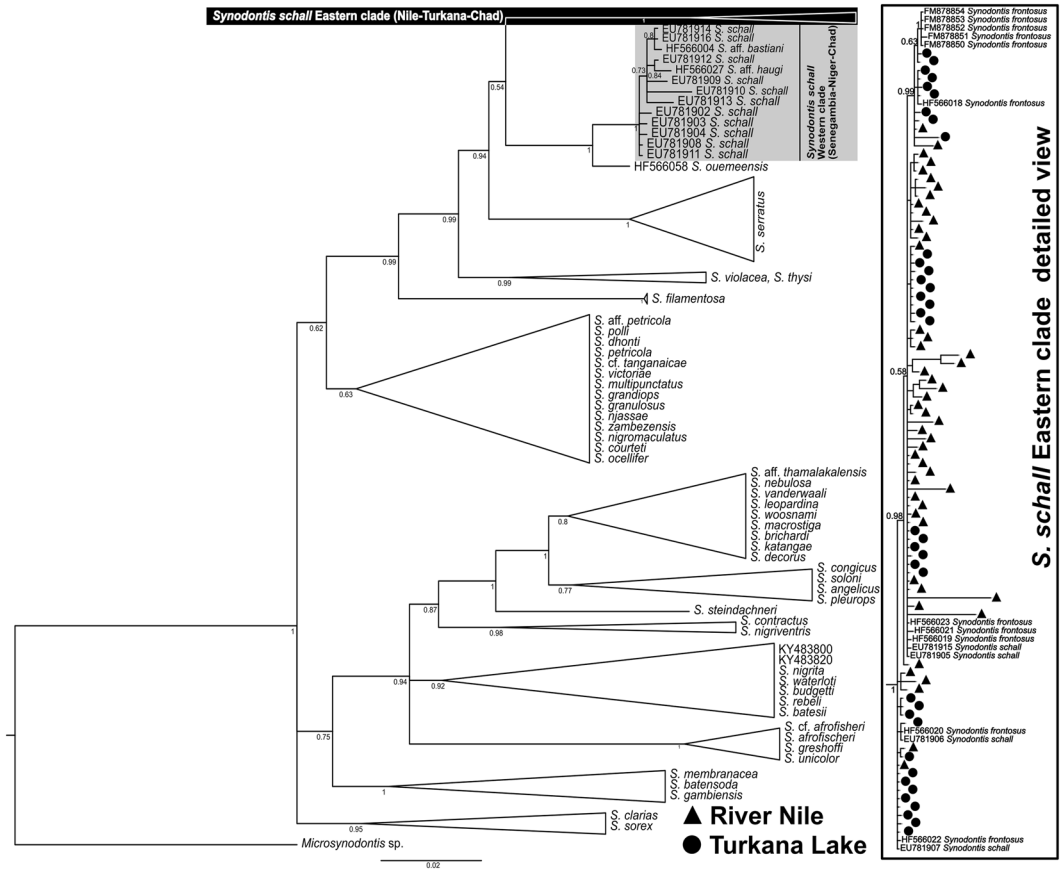 Synodontis schall Eastern clade (Nile-Turkana-Chad)
1
EU781914 S. schall
0.8
EU781916 S. schall
HF566004 S. aff. bastiani
EU781912 S. schall
0.73
HF566027 S. aff. haugi
0.84
EU781909 S. schall
EU781910 S. schall
EU781913 S. schall
EU781902 S. schall
EU781903 S. schall
1
EU781904 S. schall
EU781908 S. schall
EU781911 S. schall
Synodontis schall
Western clade
(Senegambia-Niger-Chad)
HF566058 S. ouemeensis
1
0.54
0.94
S. serratus
1
0.99
S. violacea, S. thysi
0.99
0.99
S. filamentosa
1
0.62
S. aff. petricola
S. polli
S. dhonti
S. petricola
S. cf. tanganaicae
S. victoriae
S. multipunctatus
S. grandiops
S. granulosus
S. njassae
S. zambezensis
S. nigromaculatus
S. courteti
S. ocellifer
0.63
S. aff. thamalakalensis
S. nebulosa
S. vanderwaali
S. leopardina
S. woosnami
S. macrostiga
S. brichardi
S. katangae
S. decorus
0.8
1
S. congicus
S. soloni
S. angelicus
S. pleurops
0.77
1
S. steindachneri
0.87
S. contractus
S. nigriventris
0.98
1
KY483800
KY483820
S. nigrita
S. waterloti
S. budgetti
S. rebeli
S. batesii
0.94
0.92
S. cf. afrofisheri
S. afrofischeri
S. greshoffi
S. unicolor
1
0.75
S. membranacea
S. batensoda
S. gambiensis
1
S. clarias
S. sorex
0.95
Microsynodontis sp.
0.02
River Nile
Turkana Lake
FM878854 Synodontis frontosus
FM878853 Synodontis frontosus
1
FM878852 Synodontis frontosus
FM878851 Synodontis frontosus
0.63
FM878850 Synodontis frontosus
0.99
HF566018 Synodontis frontosus
0.58
0.98
HF566023 Synodontis frontosus
HF566021 Synodontis frontosus
HF566019 Synodontis frontosus
EU781915 Synodontis schall
EU781905 Synodontis schall
1
HF566020 Synodontis frontosus
EU781906 Synodontis schall
HF566022 Synodontis frontosus
EU781907 Synodontis schall
S. schall Eastern clade detailed view